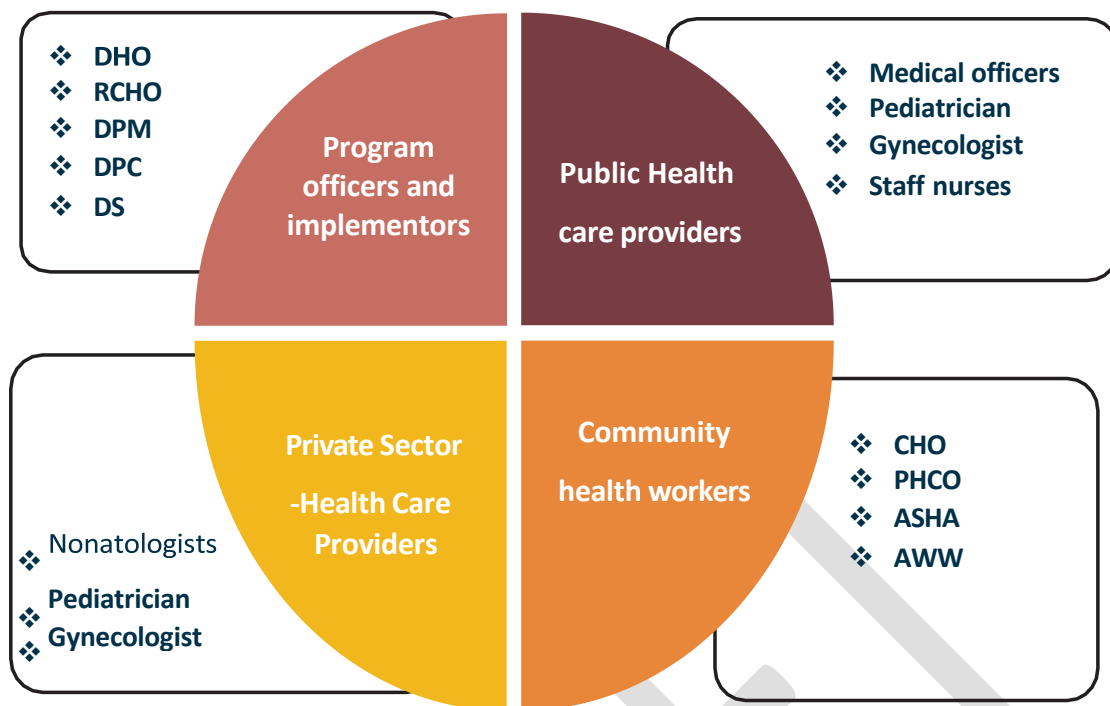 ❖ DHO
❖ RCHO
❖ DPM
❖ DPC
❖ DS
Program
officers and
implementors
Public Health
care providers
❖ Medical officers
❖ Pediatrician
❖ Gynecologist
❖ Staff nurses
Private Sector
-Health Care
Providers
❖ Nonatologists
❖ Pediatrician
❖ Gynecologist
Community
health workers
❖ CHO
❖ PHCO
❖ ASHA
❖ AWW